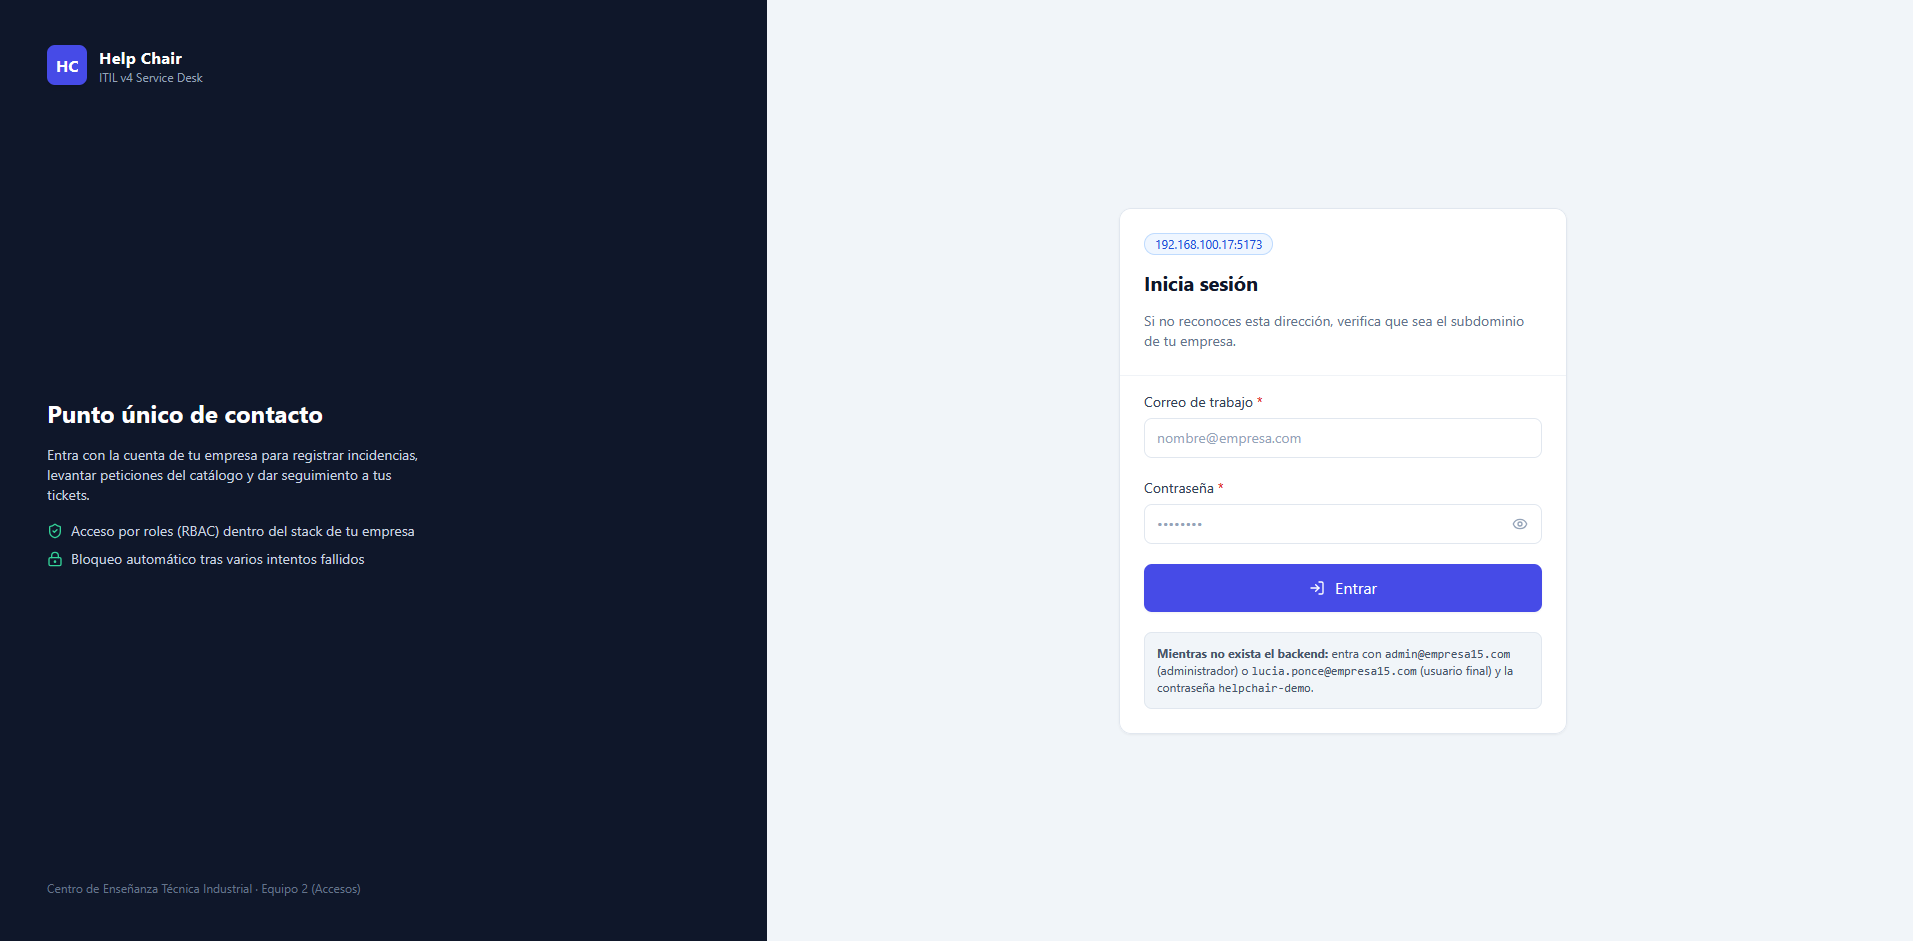 HC
Help Chair
ITIL v4 Service Desk
Punto único de contacto
Entra con la cuenta de tu empresa para registrar incidencias,
levantar peticiones del catálogo y dar seguimiento a tus
tickets.
Acceso por roles (RBAC) dentro del stack de tu empresa
Bloqueo automático tras varios intentos fallidos
Centro de Enseñanza Técnica Industrial · Equipo 2 (Accesos)
192.168.100.17:5173
Inicia sesión
Si no reconoces esta dirección, verifica que sea el subdominio
de tu empresa.
Correo de trabajo *
nombre@empresa.com
Contraseña *
••••••••
Entrar
Mientras no exista el backend: entra con admin@empresa15.com
(administrador) o lucia.ponce@empresa15.com (usuario final) y la
contraseña helpchair-demo.